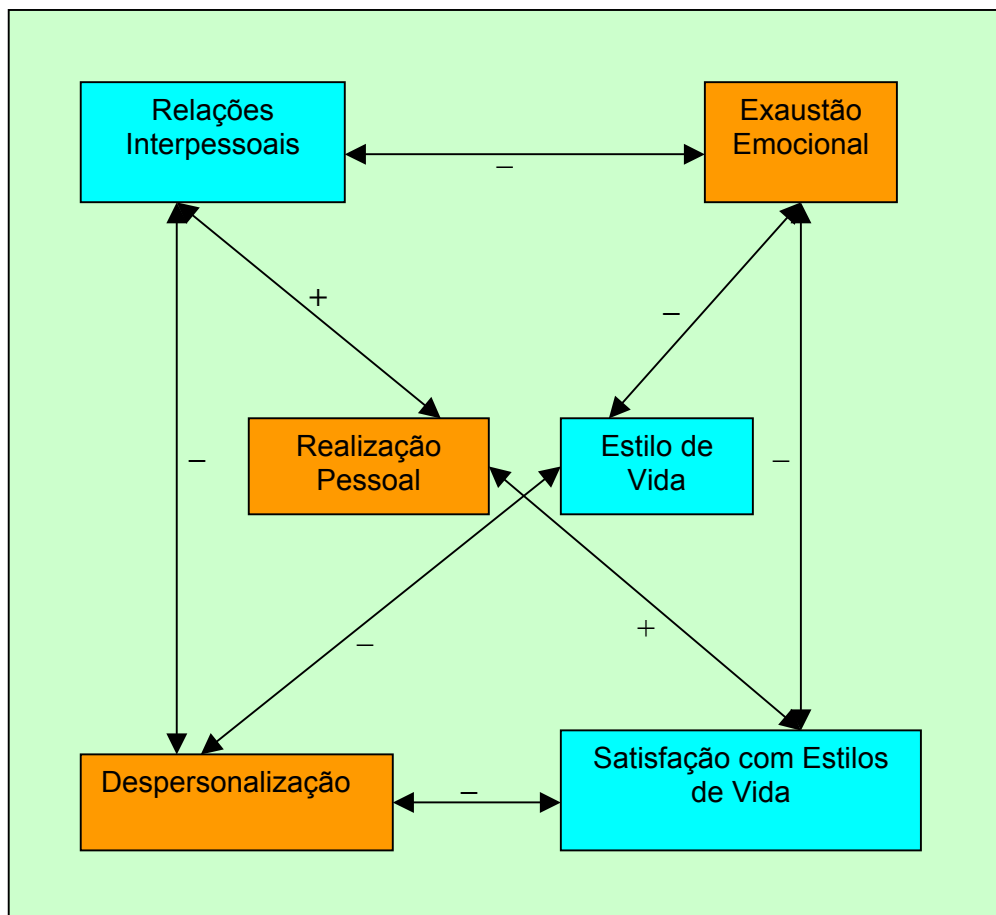 Relações
Interpessoais
Exaustão
Emocional
–
+
–
Realização
Pessoal
Estilo de
Vida
–
–
–
+
Despersonalização
–
Satisfação com Estilos
de Vida